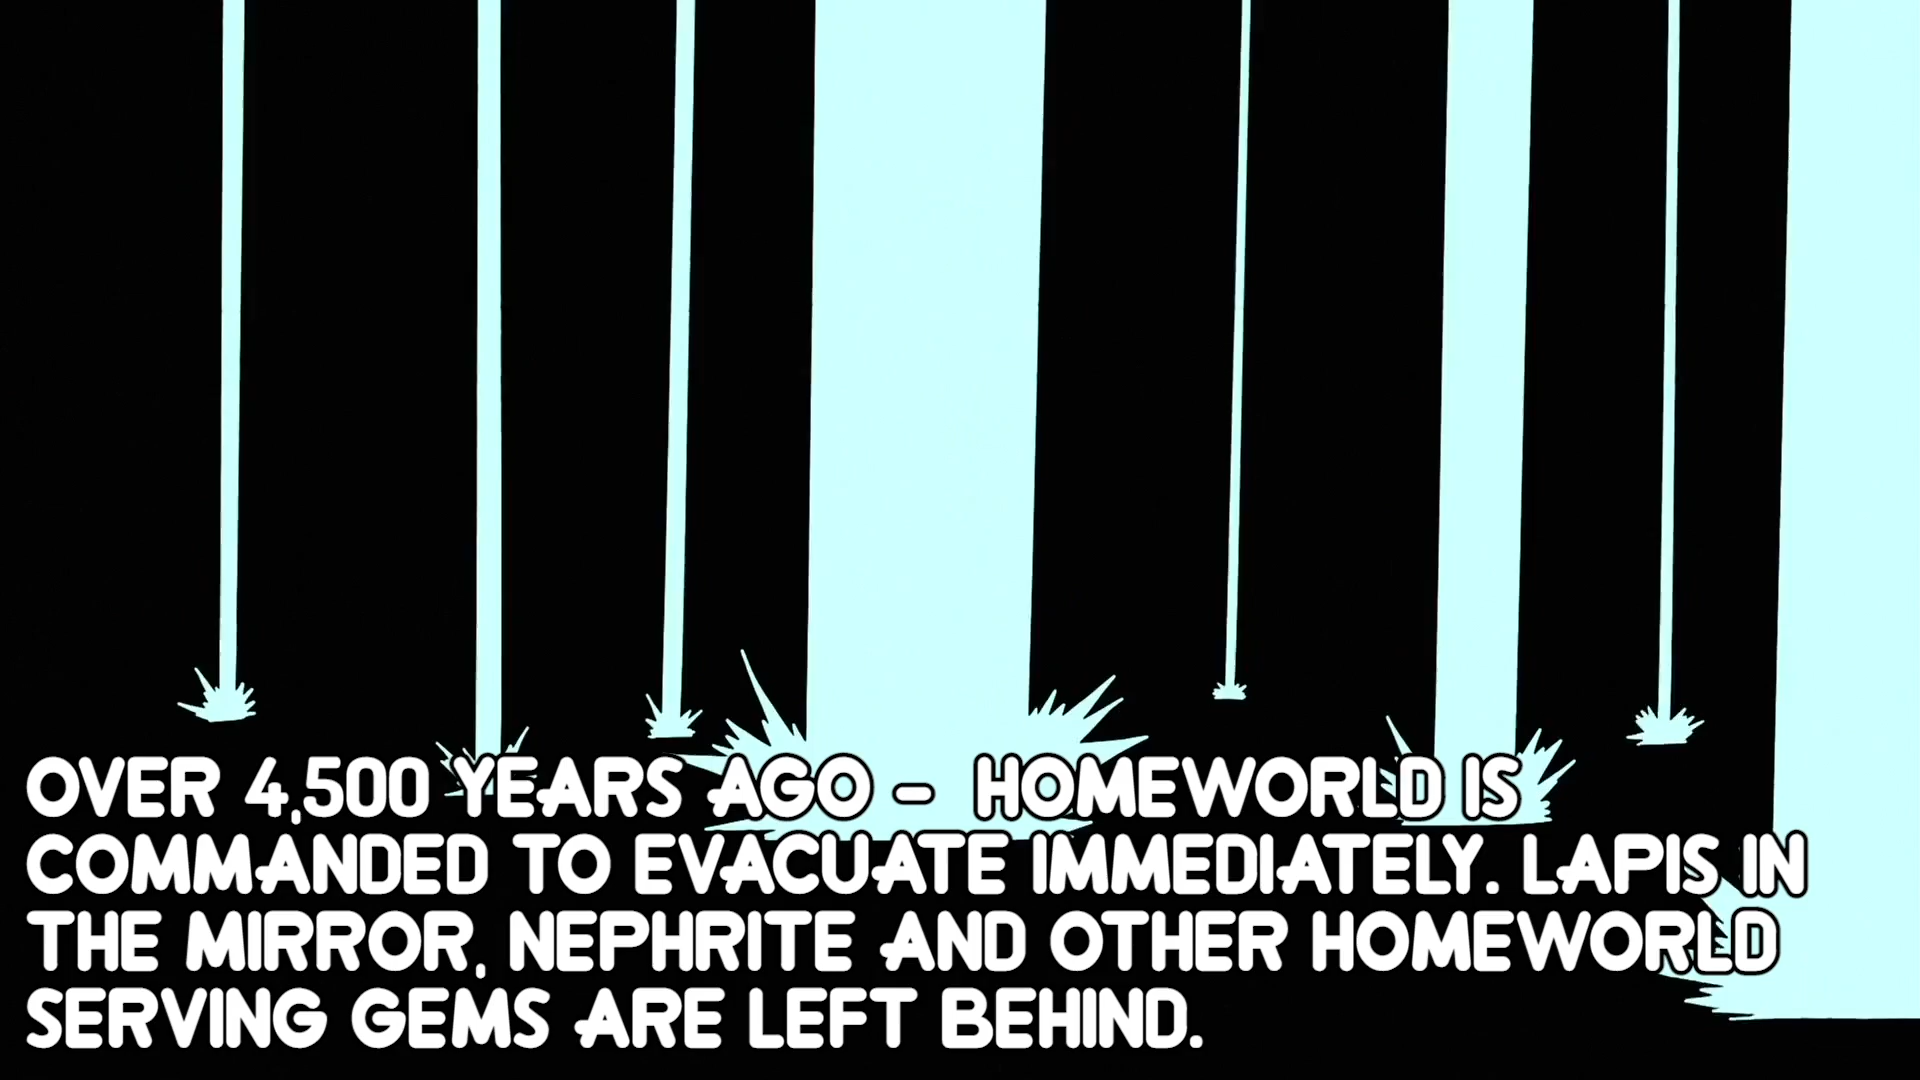 OVER 4,500 YEARS AGO - HOMEWORLD IS
COMMANDED TO EVACUATE IMMEDIATELY. LAPIS IN
THE MIRROR, NEPHRITE AND OTHER HOMEWORLD
SERVING GEMS ARE LEFT BEHIND.